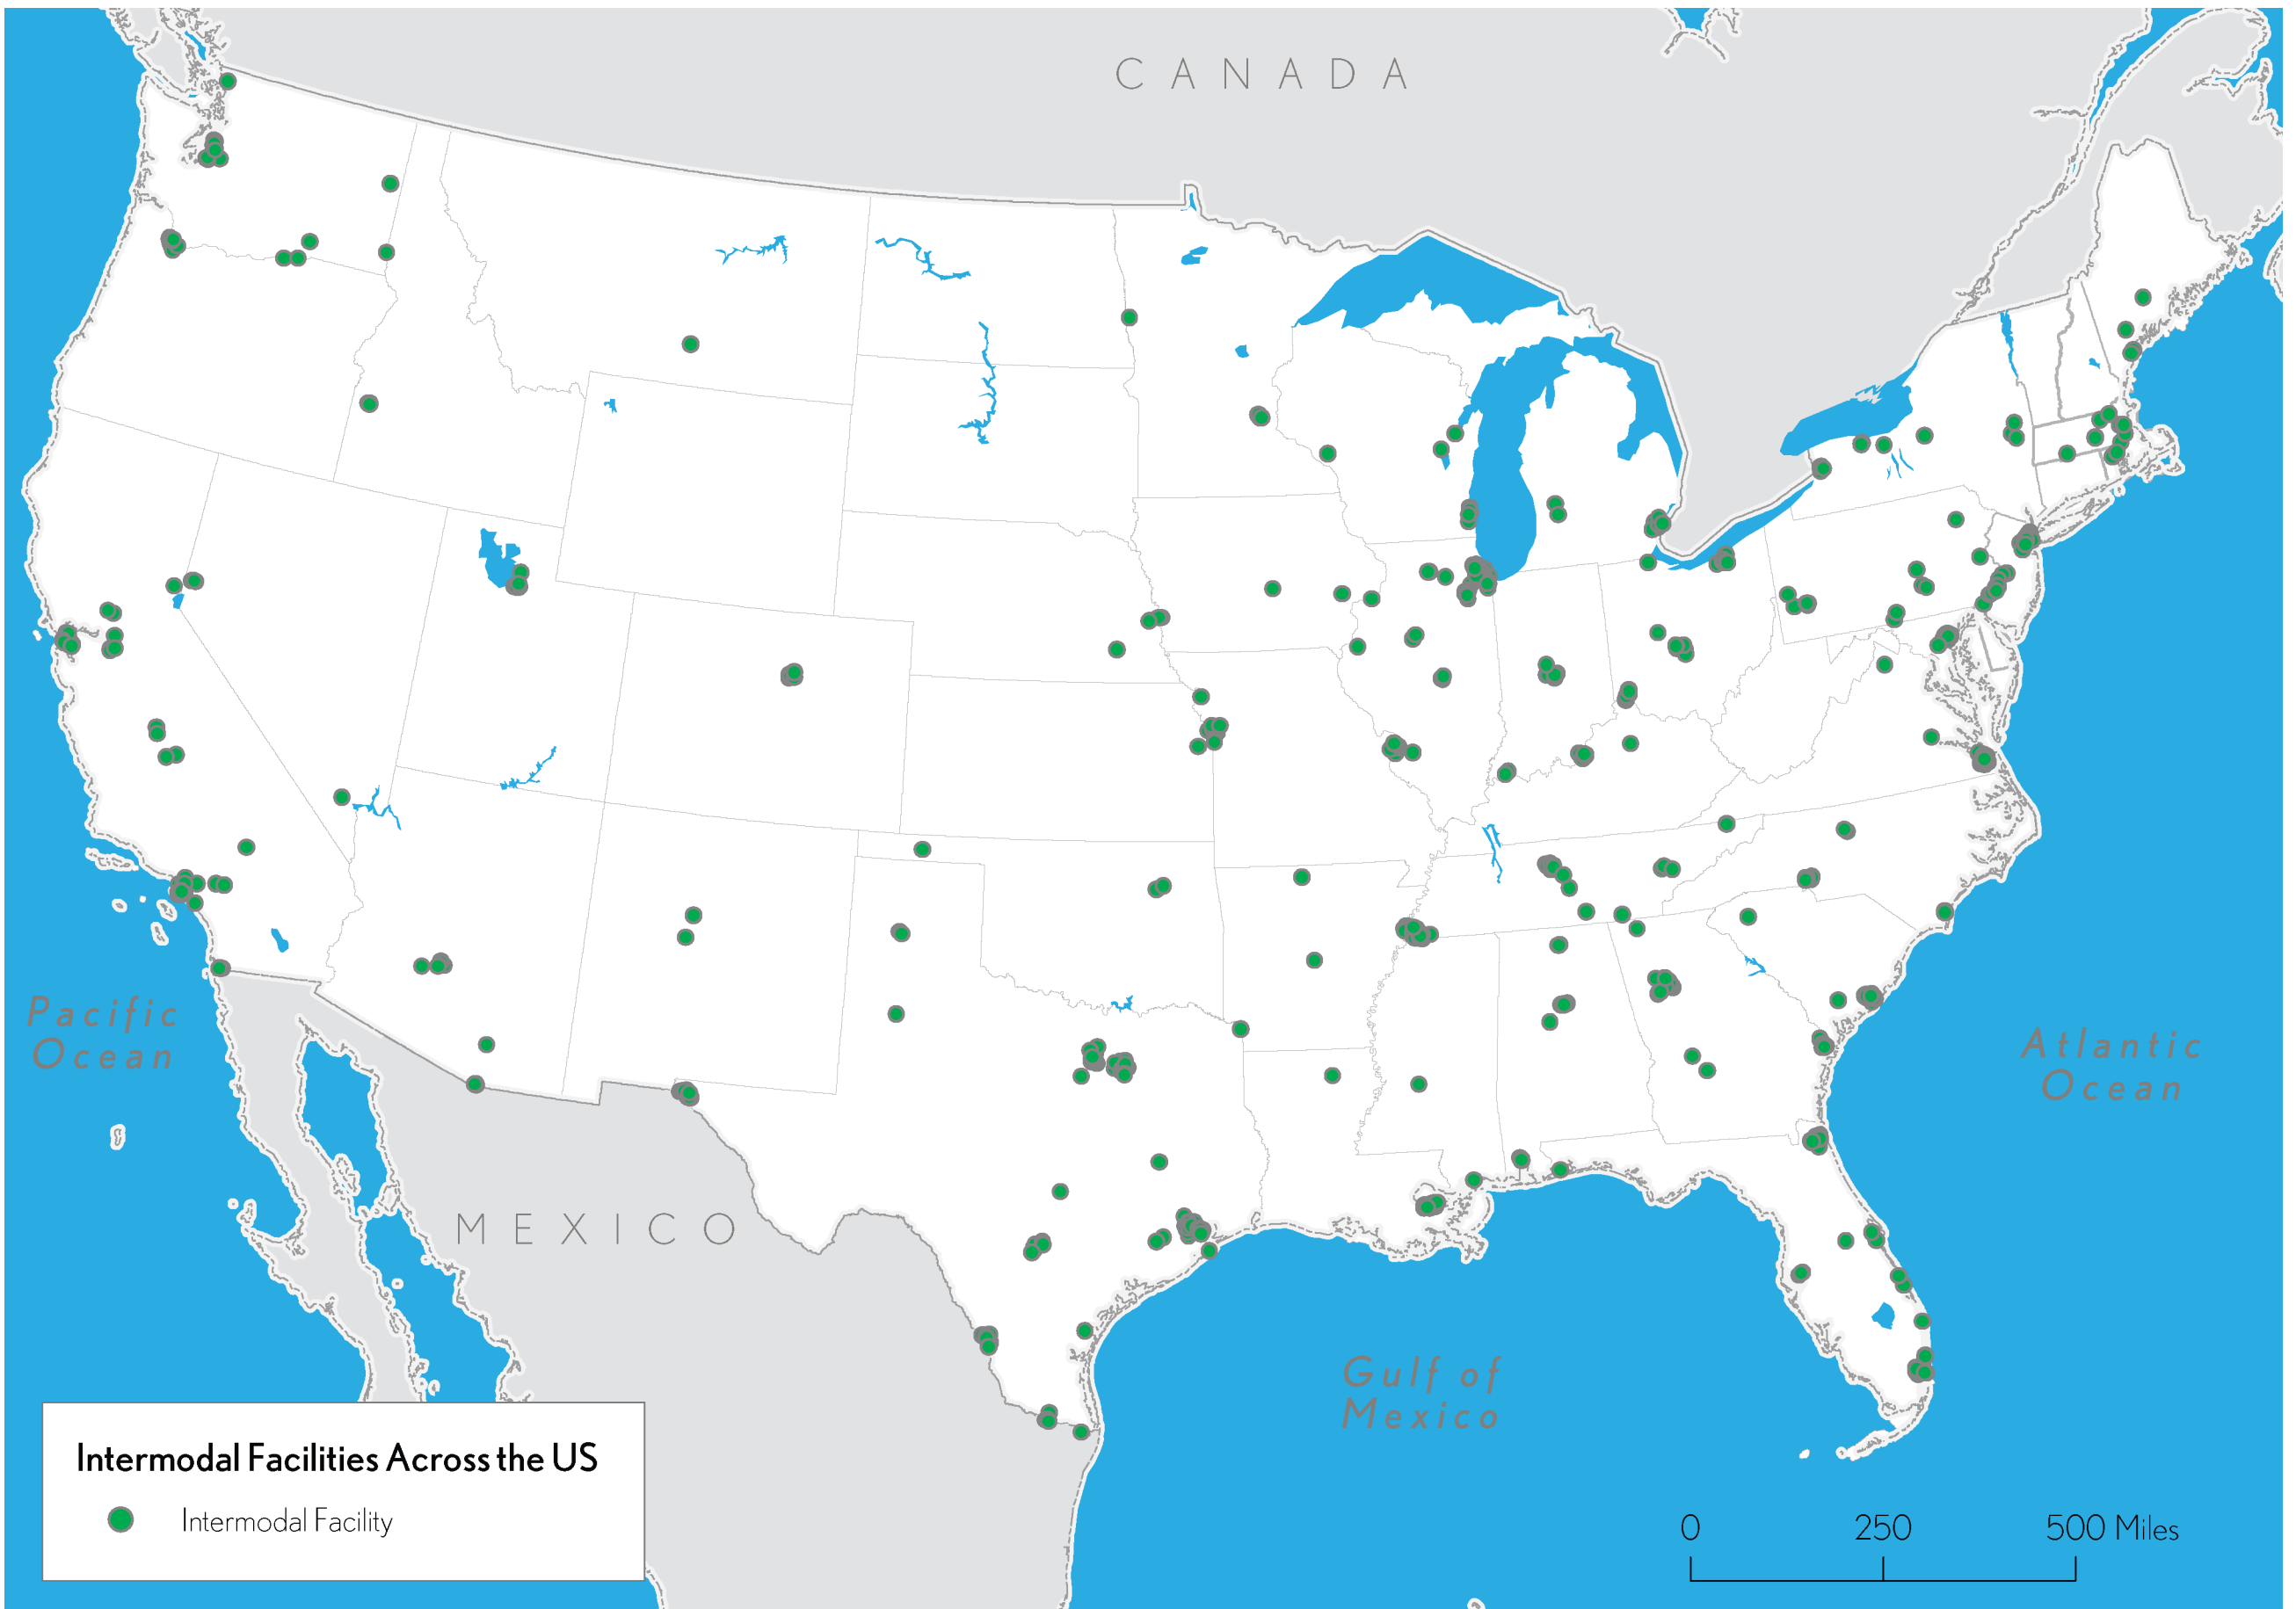 CANADA
Pacific
Ocean
Atlantic
Ocean
MEXICO
Gulf of
Mexico
Intermodal Facilities Across the US
Intermodal Facility
0 250 500 Miles